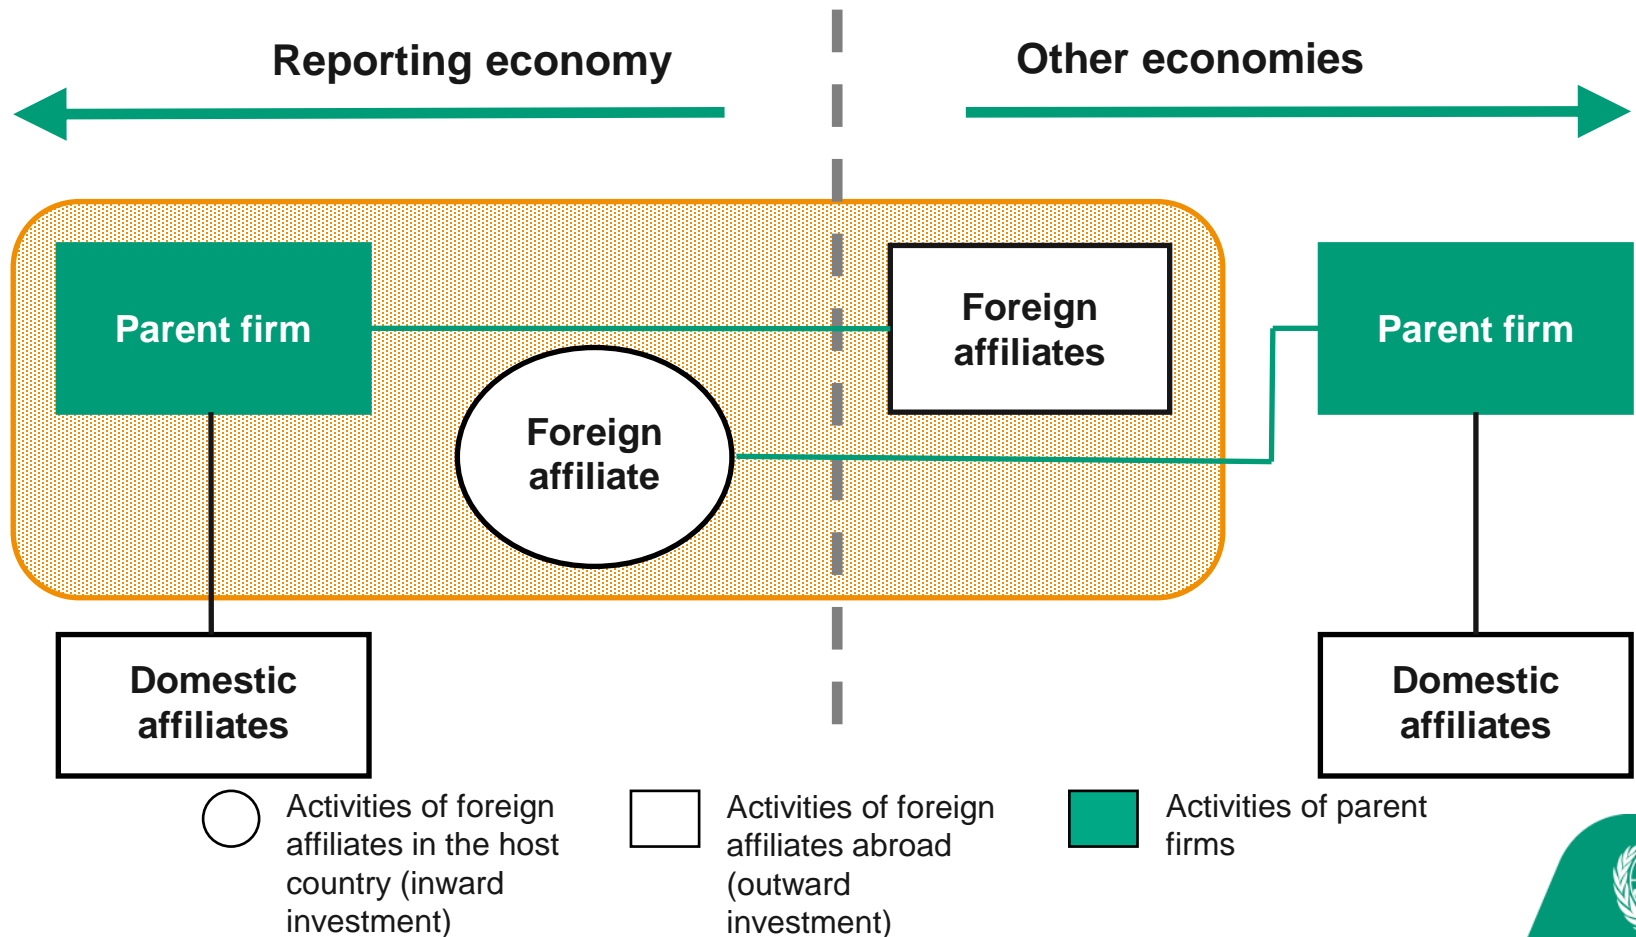 Reporting economy
Other economies
Parent firm
Foreign
affiliates
Parent firm
Foreign
affiliate
Domestic
affiliates
Domestic
affiliates
Activities of foreign
affiliates in the host
country (inward
investment)
Activities of foreign
affiliates abroad
(outward
investment)
Activities of parent
firms